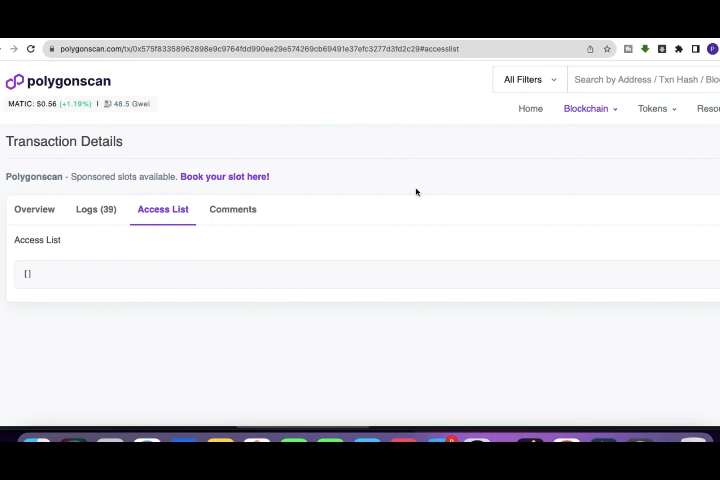 polygonscan.com/tx/0x575f83358962898e9c9764fdd990ee29e574269cb69491e37efc3277d3fd2c29#accesslist
P
polygonscan
All Filters
Search by Address / Txn Hash / Blo
MATIC: $0.56 (+1.19%) | 48.5 Gwei
Home
Blockchain
Tokens
Resou
Transaction Details
Polygonscan - Sponsored slots available. Book your slot here!
Overview
Logs (39)
Access List
Comments
Access List
[]